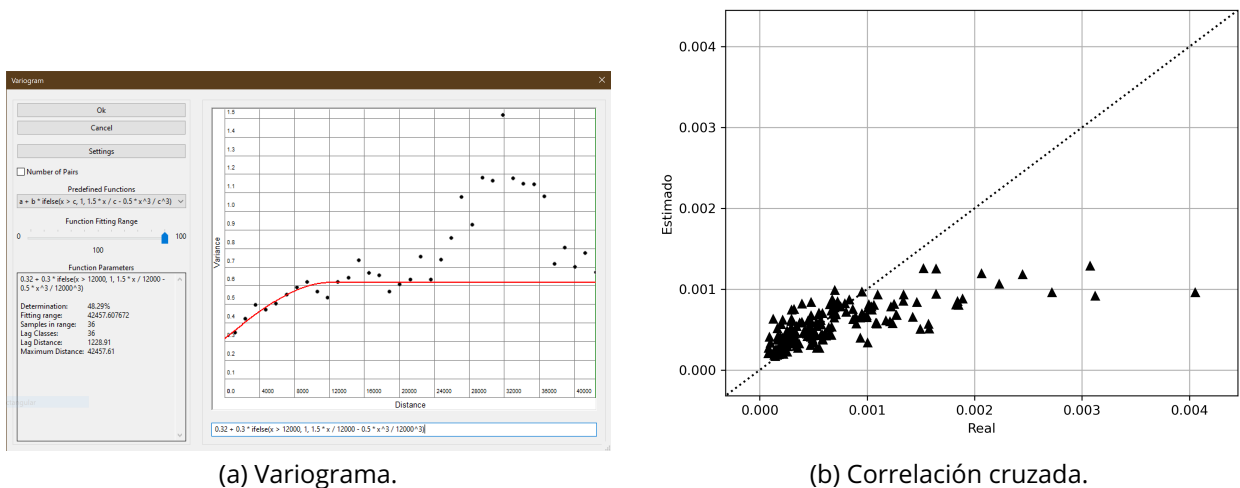 Variogram
Ok
Cancel
Settings
Number of Pairs
Predefined Functions
a + b * ifelse(x > c, 1, 1.5 * x / c - 0.5 * x^3 / c^3)
Function Fitting Range
0
100
100
Function Parameters
0.32 + 0.3 * ifelse(x > 12000, 1, 1.5 * x / 12000 -
0.5 * x^3 / 12000^3)
Determination: 48.29%
Fitting range: 42457.607672
Samples in range: 36
Lag Classes: 36
Lag Distance: 1228.91
Maximum Distance: 42457.61
1.5
1.4
1.3
1.2
1.1
1.0
0.9
0.8
0.7
0.6
0.5
0.4
0.3
0.2
0.1
0.0
Variance
4000 8000 12000 16000 20000 24000 28000 32000 36000 40000
Distance
0.32 + 0.3 * ifelse(x > 12000, 1, 1.5 * x / 12000 - 0.5 * x^3 / 12000^3)
(a) Variograma.
0.004
0.003
0.002
0.001
0.000
Estimado
0.000 0.001 0.002 0.003 0.004
Real
(b) Correlación cruzada.